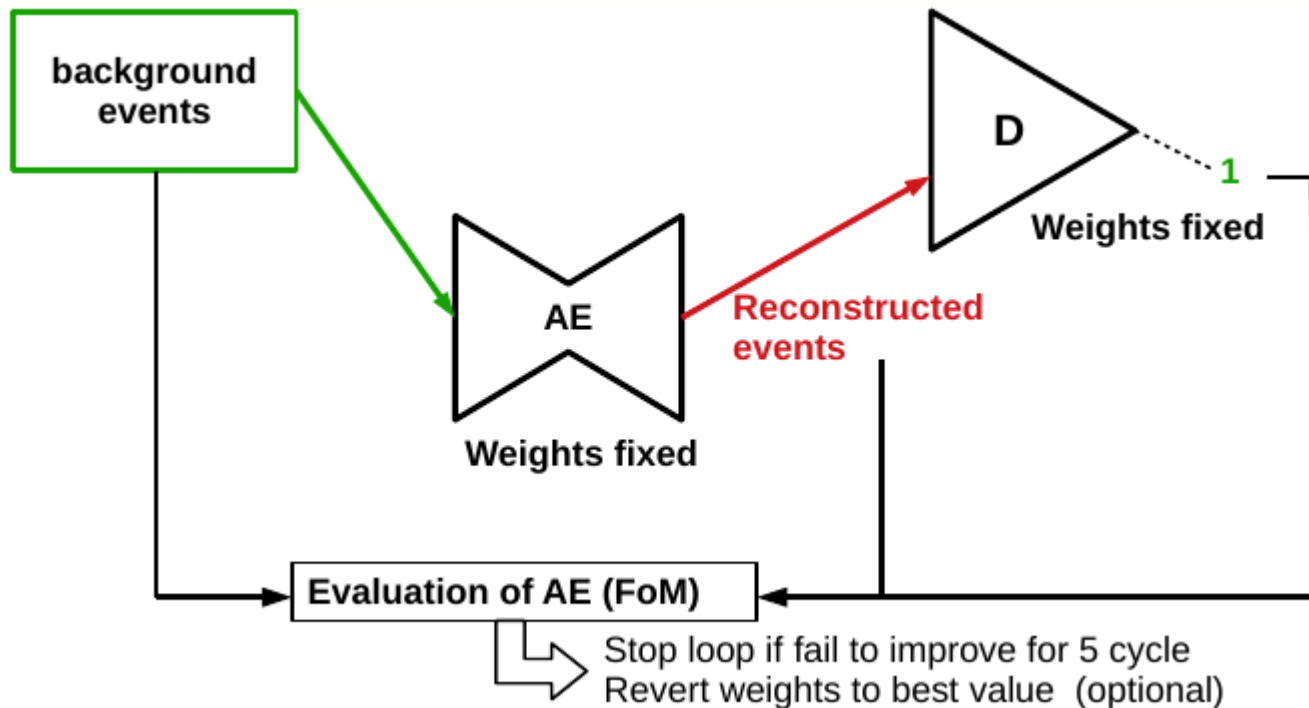 background
events
D
1
Weights fixed
AE
Reconstructed
events
Weights fixed
Evaluation of AE (FoM)
Stop loop if fail to improve for 5 cycle
Revert weights to best value (optional)